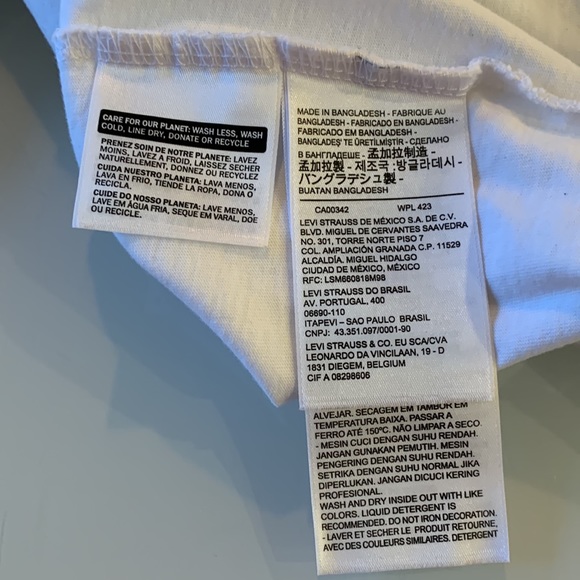 CARE FOR OUR PLANET: WASH LESS, WASH
COLD, LINE DRY, DONATE OR RECYCLE
PRENEZ SOIN DE NOTRE PLANETE: LAVEZ
MOINS, LAVEZ A FROID, LAISSEZ SECHER
NATURELLEMENT, DONNEZ OU RECYCLEZ
CUIDA NUESTRO PLANETA: LAVA MENOS,
LAVA EN FRIO, TIENDE LA ROPA, DONA O
RECICLA.
CUIDE DO NOSSO PLANETA: LAVE MENOS,
LAVE EM ÁGUA FRIA, SEQUE EM VARAL, DOE
OU RECICLE.
MADE IN BANGLADESH - FABRIQUE AU
BANGLADESH - FABRICADO EN BANGLADESH -
FABRICADO EM BANGLADESH -
BANGLADEŞ'TE ÜRETİLMİŞTİR - СДЕЛАНО
В БАНГЛАДЕШЕ - 孟加拉制造 -
孟加拉製 - 제조국 :방글라데시 -
バングラデシュ製 -
BUATAN BANGLADESH
CA00342 WPL 423
LEVI STRAUSS DE MÉXICO S.A. DE C.V.
BLVD. MIGUEL DE CERVANTES SAAVEDRA
NO. 301, TORRE NORTE PISO 7
COL. AMPLIACIÓN GRANADA C.P. 11529
ALCALDÍA. MIGUEL HIDALGO
CIUDAD DE MÉXICO, MÉXICO
RFC: LSM660818M98
LEVI STRAUSS DO BRASIL
AV. PORTUGAL, 400
06690-110
ITAPEVI – SAO PAULO BRASIL
CNPJ: 43.351.097/0001-90
LEVI STRAUSS & CO. EU SCA/CVA
LEONARDO DA VINCILAAN, 19 - D
1831 DIEGEM, BELGIUM
CIF A 08298606
ALVEJAR. SECAGEM EM TAMBOR EM
TEMPERATURA BAIXA. PASSAR A
FERRO ATÉ 150ºC. NÃO LIMPAR A SECO.
- MESIN CUCI DENGAN SUHU RENDAH.
JANGAN GUNAKAN PEMUTIH. MESIN
PENGERING DENGAN SUHU RENDAH.
SETRIKA DENGAN SUHU NORMAL JIKA
DIPERLUKAN. JANGAN DICUCI KERING
PROFESIONAL.
WASH AND DRY INSIDE OUT WITH LIKE
COLORS. LIQUID DETERGENT IS
RECOMMENDED. DO NOT IRON DECORATION.
- LAVER ET SECHER LE PRODUIT RETOURNE,
AVEC DES COULEURS SIMILAIRES. DETERGENT